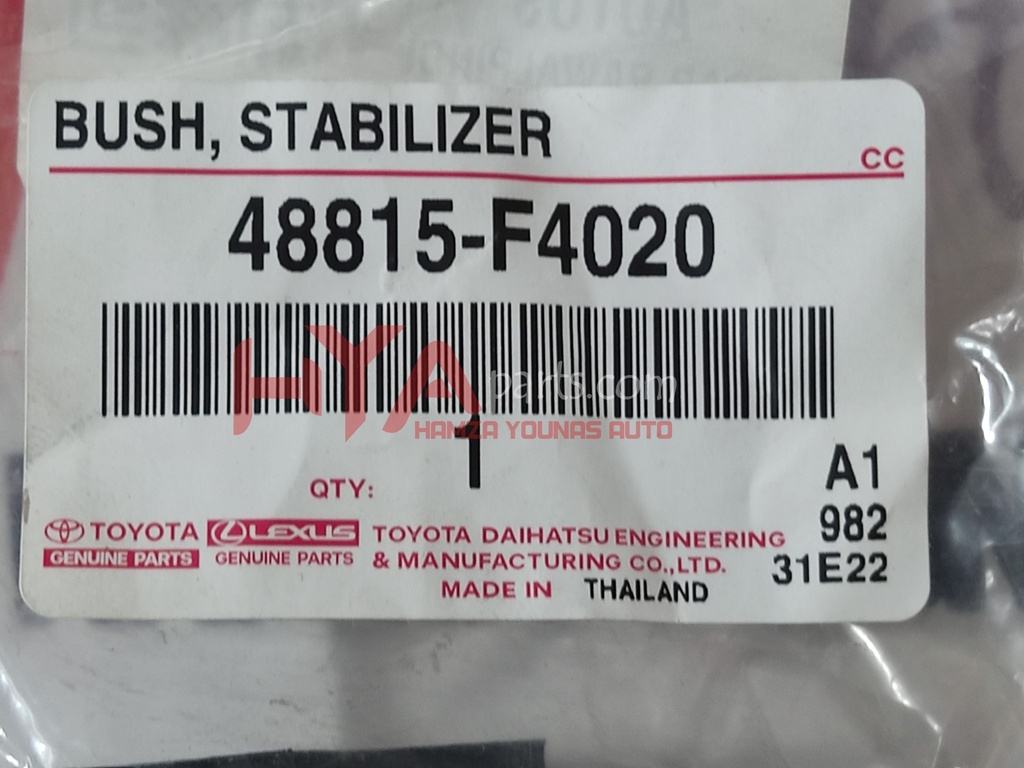 AUTOS
BUSH, STABILIZER
CC
48815-F4020
HYA parts.com
HAMZA YOUNAS AUTO
QTY: 1
A1
982
31E22
TOYOTA
GENUINE PARTS
LEXUS
GENUINE PARTS
TOYOTA DAIHATSU ENGINEERING
& MANUFACTURING CO.,LTD.
MADE IN THAILAND